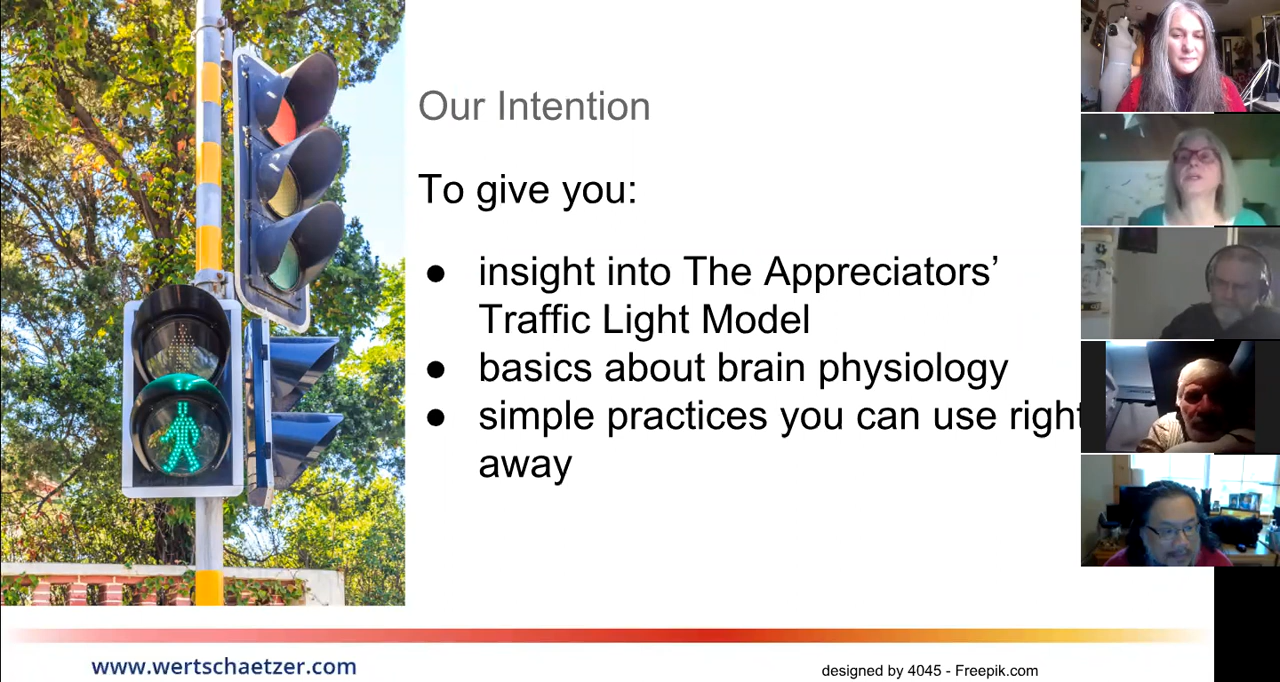 Our Intention
To give you:
● insight into The Appreciators’
Traffic Light Model
● basics about brain physiology
● simple practices you can use right
away
www.wertschaetzer.com
designed by 4045 - Freepik.com